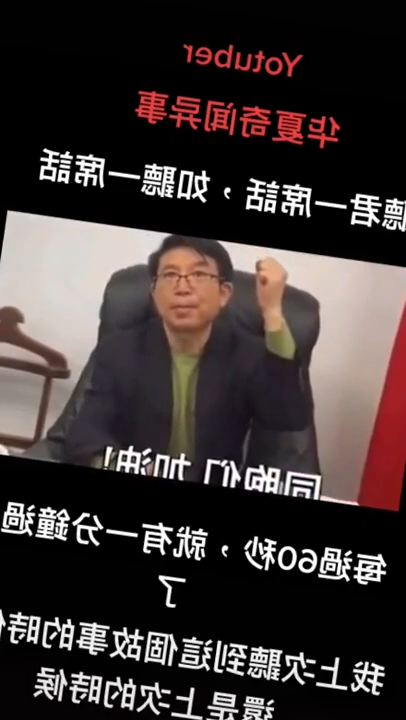 Yotuber
华夏奇闻异事
聽君一席話，如聽一席話
同胞们加油!
每過60秒，就有一分鐘過
了
我上次聽到這個故事的時
還是上次的時候